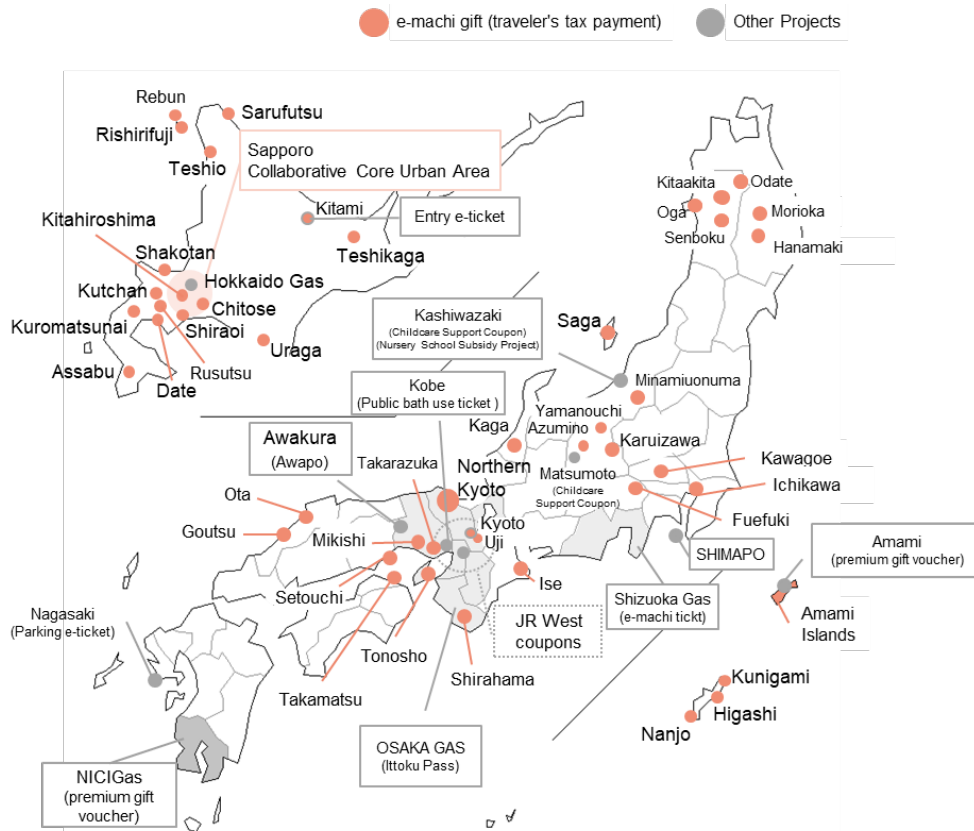 e-machi gift (traveler's tax payment)
Other Projects
Rebun
Sarufutsu
Rishirifuji
Teshio
Sapporo
Collaborative Core Urban Area
Kitami
Entry e-ticket
Kitahiroshima
Teshikaga
Shakotan
Hokkaido Gas
Kutchan
Chitose
Kuromatsunai
Shiraoi
Uraga
Rusutsu
Assabu
Date
Kitaakita
Odate
Oga
Morioka
Senboku
Hanamaki
Kashiwazaki
(Childcare Support Coupon)
(Nursery School Subsidy Project)
Saga
Minamiuonuma
Kobe
(Public bath use ticket )
Yamanouchi
Azumino
Kaga
Karuizawa
Awakura
(Awapo)
Takarazuka
Northern
Kyoto
Matsumoto
(Childcare
Support Coupon)
Kawagoe
Ichikawa
Ota
Goutsu
Mikishi
Kyoto
Uji
Fuefuki
SHIMAPO
Amami
(premium gift voucher)
Setouchi
Ise
Shizuoka Gas
(e-machi tickt)
Nagasaki
(Parking e-ticket)
JR West
coupons
Amami
Islands
Tonosho
Takamatsu
Shirahama
Kunigami
Higashi
Nanjo
OSAKA GAS
(Ittoku Pass)
NICIGas
(premium gift
voucher)